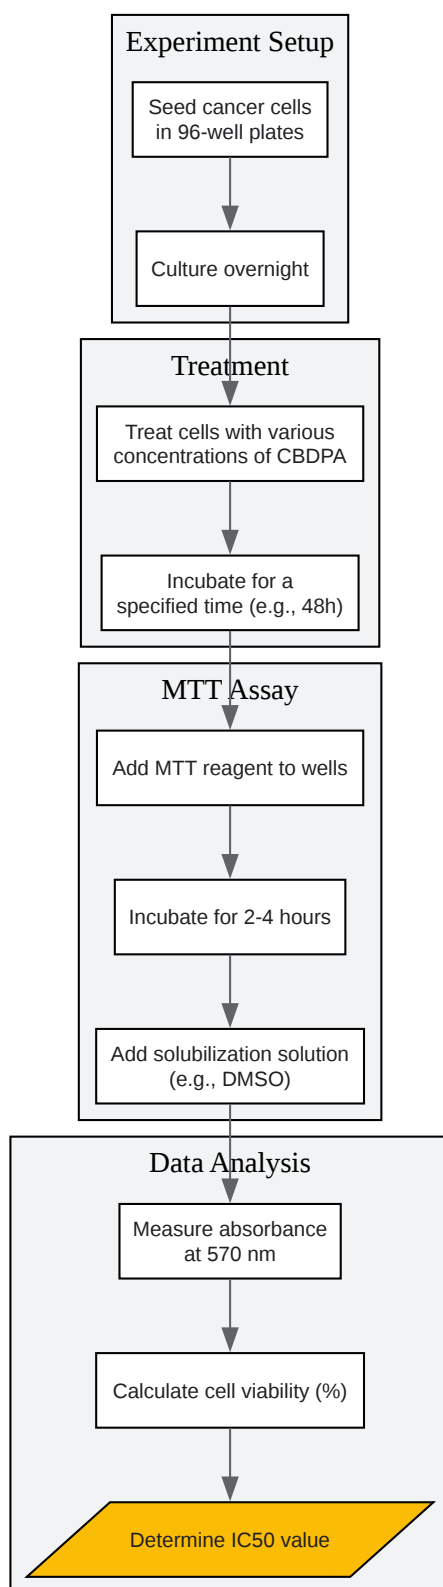 Experiment Setup
Seed cancer cells
in 96-well plates
Culture overnight
Treatment
Treat cells with various
concentrations of CBDPA
Incubate for a
specified time (e.g., 48h)
MTT Assay
Add MTT reagent to wells
Incubate for 2-4 hours
Add solubilization solution
(e.g., DMSO)
Data Analysis
Measure absorbance
at 570 nm
Calculate cell viability (%)
Determine IC50 value